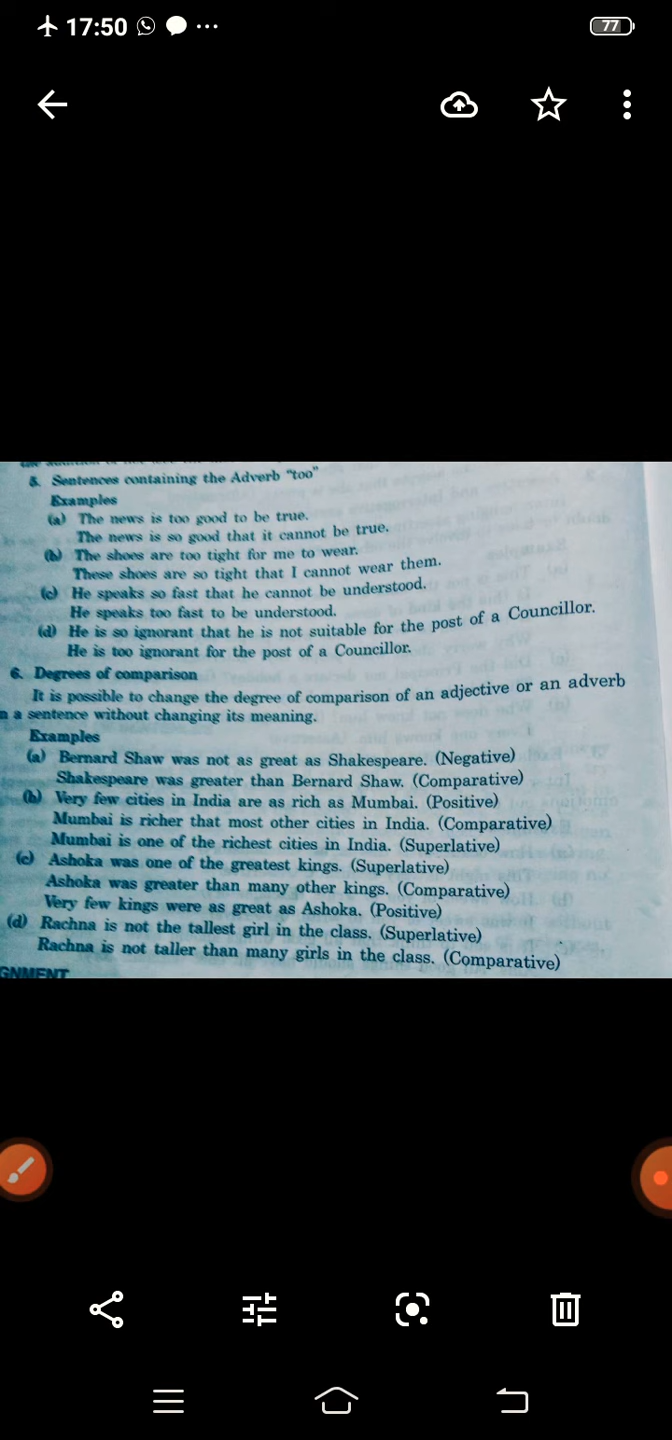 17:50
77
5. Sentences containing the Adverb "too"
Examples
(a) The news is too good to be true.
The news is so good that it cannot be true.
(b) The shoes are too tight for me to wear.
These shoes are so tight that I cannot wear them.
(c) He speaks so fast that he cannot be understood.
He speaks too fast to be understood.
(d) He is so ignorant that he is not suitable for the post of a Councillor.
He is too ignorant for the post of a Councillor.
6. Degrees of comparison
It is possible to change the degree of comparison of an adjective or an adverb
a sentence without changing its meaning.
Examples
(a) Bernard Shaw was not as great as Shakespeare. (Negative)
Shakespeare was greater than Bernard Shaw. (Comparative)
(b) Very few cities in India are as rich as Mumbai. (Positive)
Mumbai is richer that most other cities in India. (Comparative)
Mumbai is one of the richest cities in India. (Superlative)
(c) Ashoka was one of the greatest kings. (Superlative)
Ashoka was greater than many other kings. (Comparative)
Very few kings were as great as Ashoka. (Positive)
(d) Rachna is not the tallest girl in the class. (Superlative)
Rachna is not taller than many girls in the class. (Comparative)
GNMENT